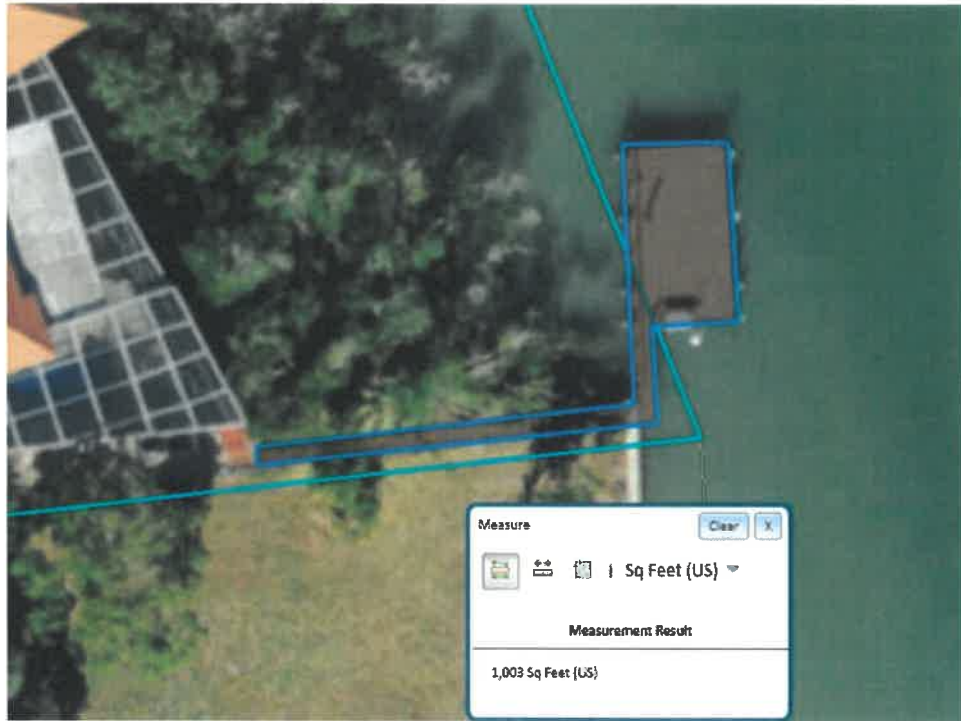 Measure
Clear X
Sq Feet (US)
Measurement Result
1,003 Sq Feet (US)